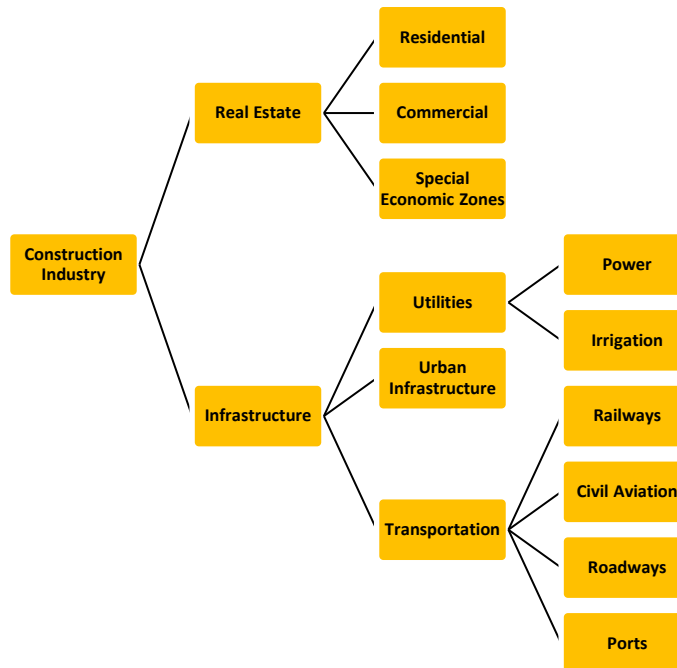 Residential
Real Estate
Commercial
Special
Economic Zones
Construction
Industry
Power
Utilities
Irrigation
Urban
Infrastructure
Infrastructure
Railways
Civil Aviation
Transportation
Roadways
Ports